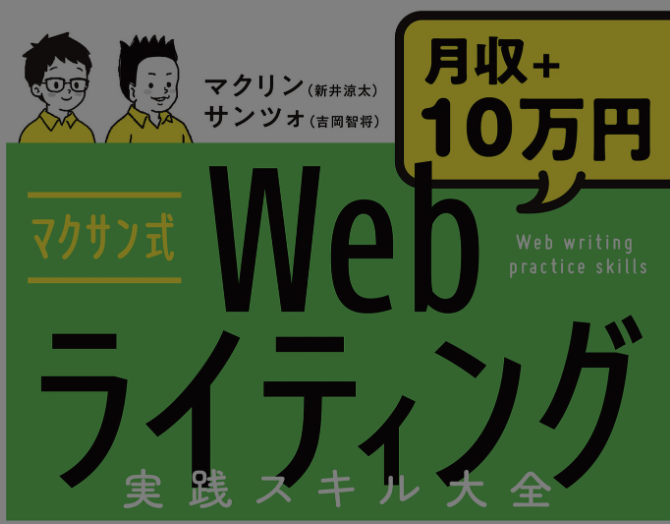 マクリン(新井涼太)
サンツォ(吉岡智将)
月収+
10万円
マクサン式
Web
Web writing
practice skills
ライティング
実践スキル大全